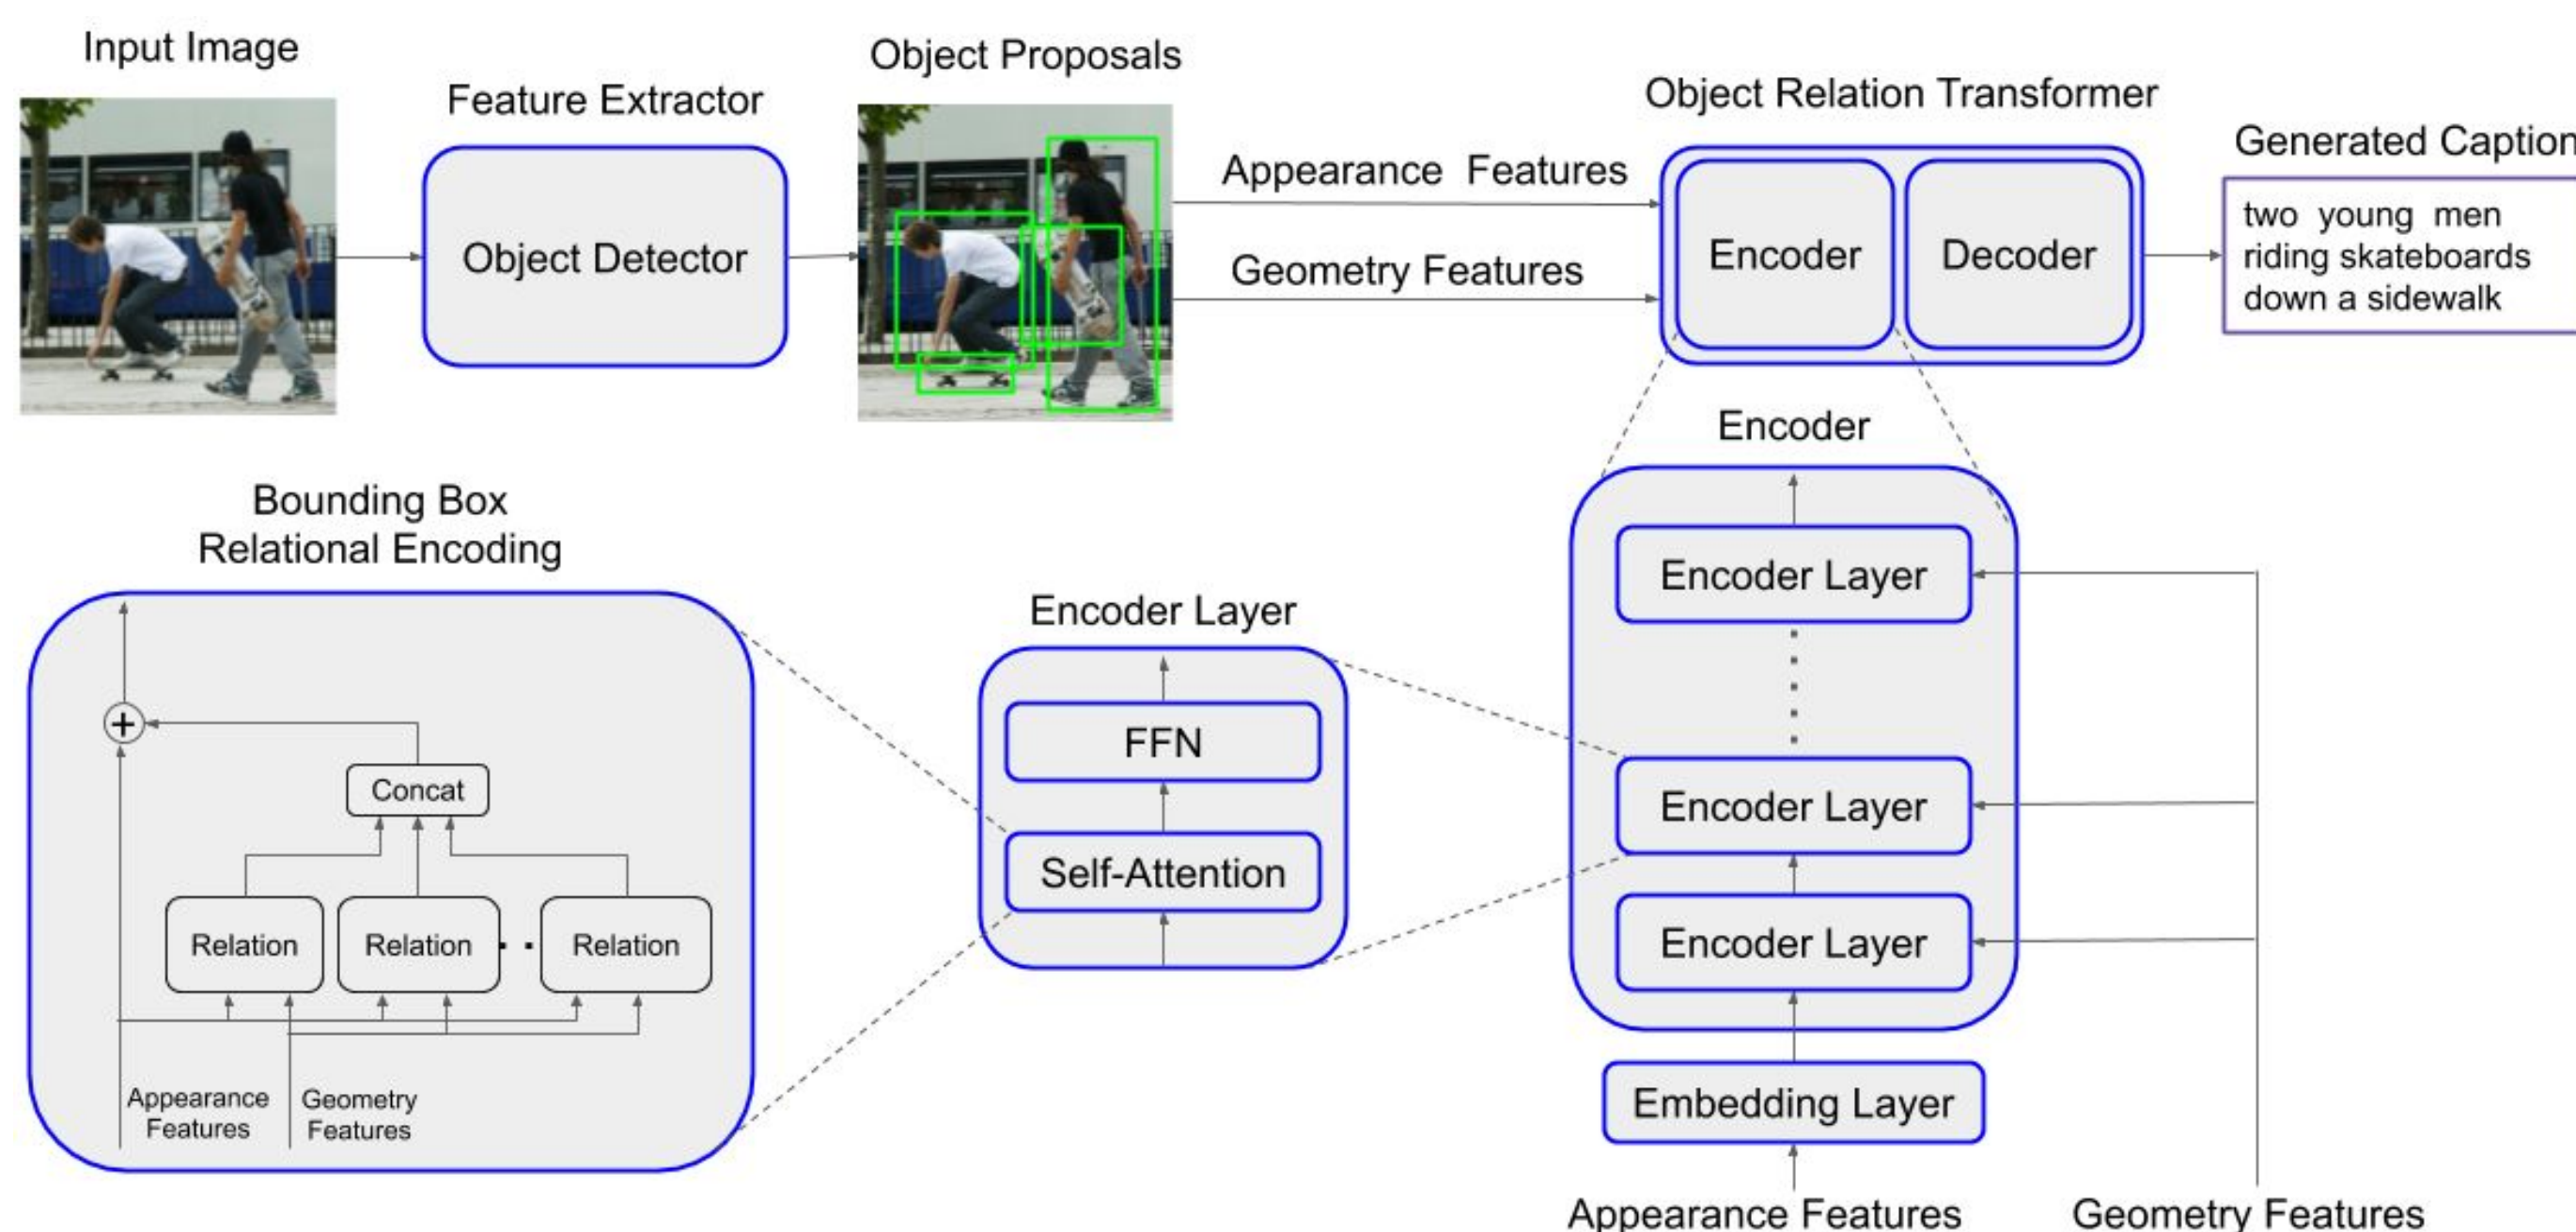 Input Image
Feature Extractor
Object Detector
Object Proposals
Appearance Features
Geometry Features
Object Relation Transformer
Encoder
Decoder
Generated Caption
two young men
riding skateboards
down a sidewalk
Bounding Box
Relational Encoding
+
Concat
Relation
Relation
Relation
Appearance
Features
Geometry
Features
Encoder Layer
FFN
Self-Attention
Encoder
Encoder Layer
Encoder Layer
Encoder Layer
Embedding Layer
Appearance Features
Geometry Features